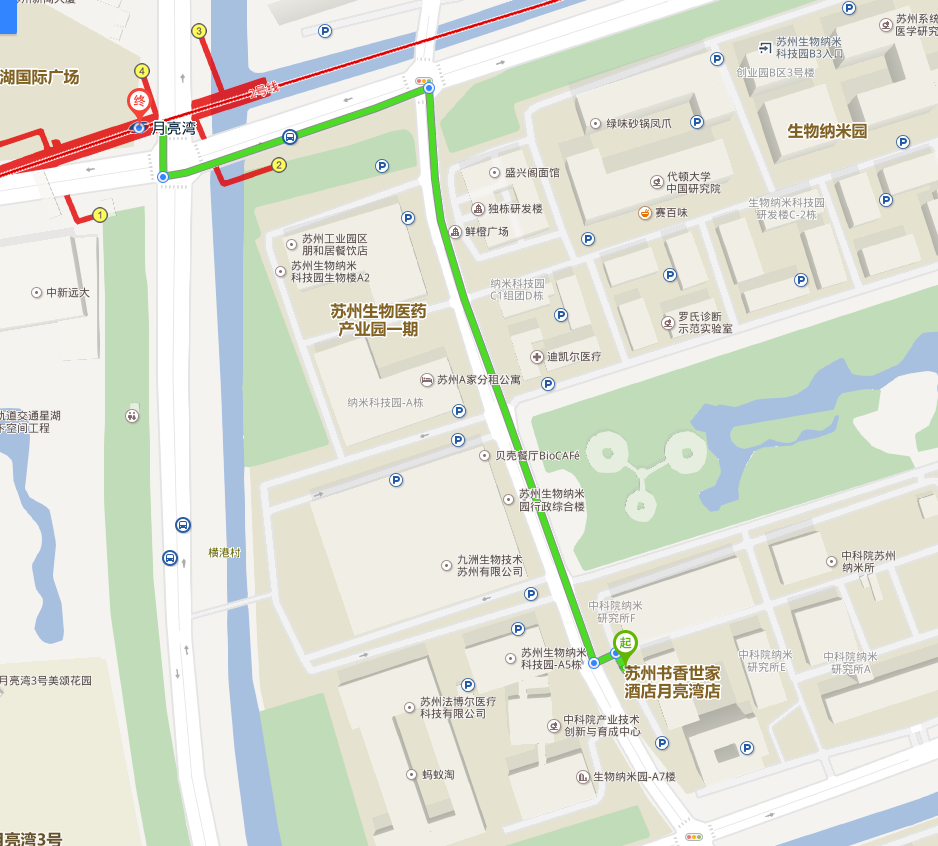 3
苏州系统
医学研究
苏州生物纳米
科技园B3入口
创业园B区3号楼
4
湖国际广场
2号线
终
月亮湾
绿味砂锅凤爪
生物纳米园
2
盛兴阁面馆
代顿大学
中国研究院
独栋研发楼
赛百味
生物纳米科技园
研发楼C-2栋
1
鲜橙广场
苏州工业园区
朋和居餐饮店
苏州生物纳米
科技园生物楼A2
中新远大
纳米科技园
C1组团D栋
苏州生物医药
产业园一期
罗氏诊断
示范实验室
迪凯尔医疗
苏州A家分租公寓
纳米科技园-A栋
轨道交通星湖
空间工程
贝壳餐厅BioCAFé
苏州生物纳米
园行政综合楼
横港村
九洲生物技术
苏州有限公司
中科院苏州
纳米所
中科院纳米
研究所F
起
苏州生物纳米
科技园-A5栋
苏州书香世家
酒店月亮湾店
中科院纳米
研究所E
中科院纳米
研究所A
月亮湾3号美颂花园
苏州法博尔医疗
科技有限公司
中科院产业技术
创新与育成中心
蚂蚁淘
生物纳米园-A7楼
月亮湾3号